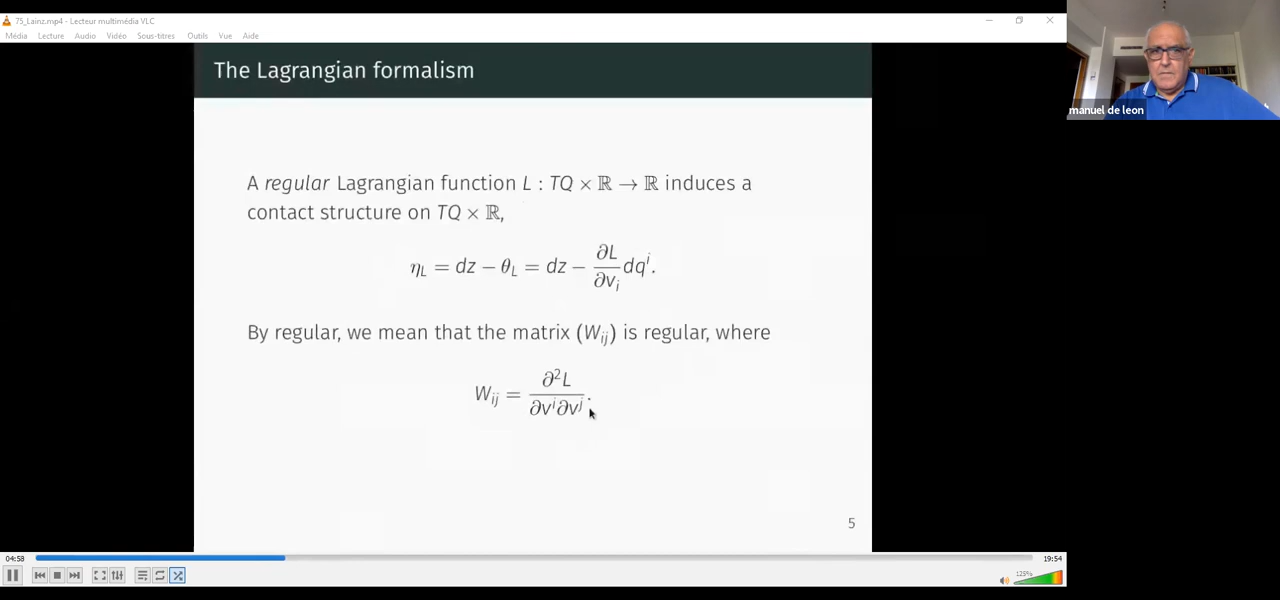 75_Lainz.mp4 - Lecteur multimédia VLC
Média Lecture Audio Vidéo Sous-titres Outils Vue Aide
The Lagrangian formalism
manuel de leon
A regular Lagrangian function L : TQ × ℝ → ℝ induces a
contact structure on TQ × ℝ,
η_L = dz − θ_L = dz − ∂L/∂v_i dq^i.
By regular, we mean that the matrix (W_ij) is regular, where
W_ij = ∂²L/∂v^i∂v^j.
5
04:58 19:54
125%